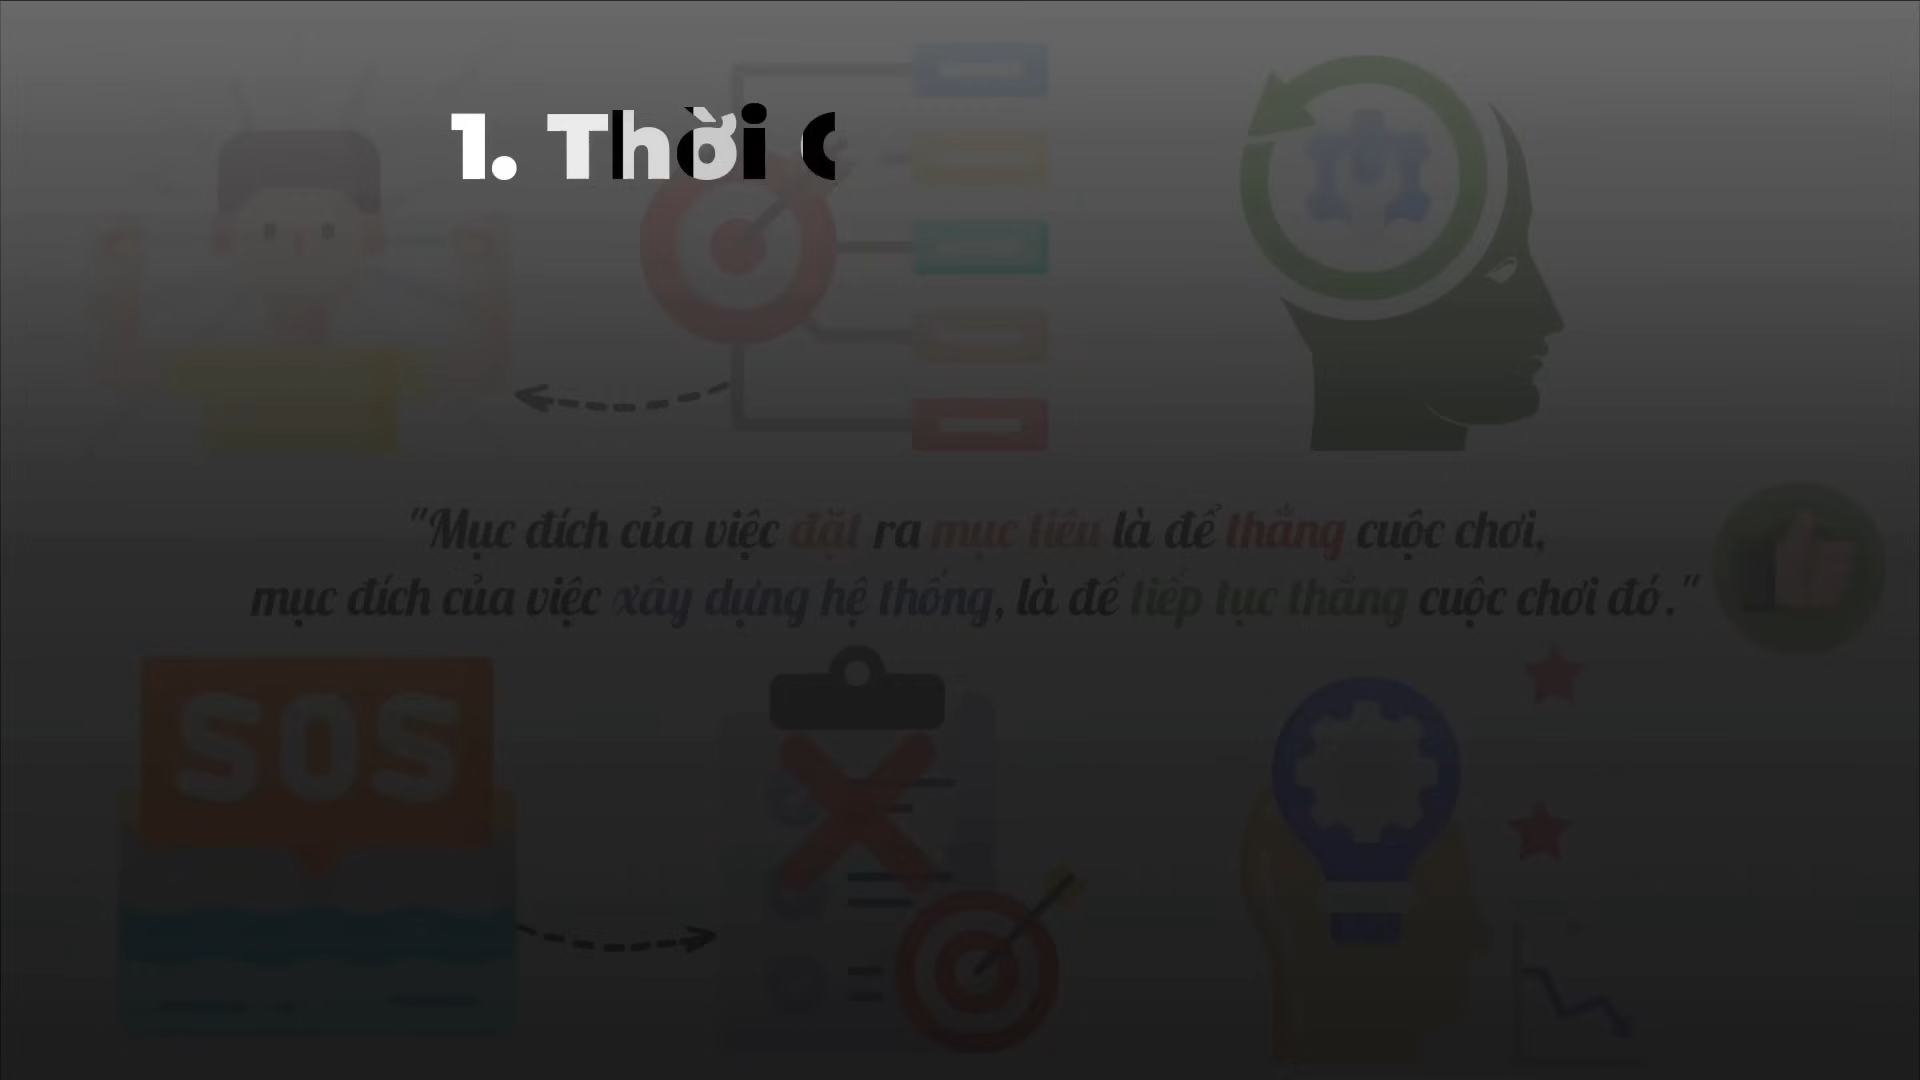 1. Thời
"Mục đích của việc đặt ra mục tiêu là để thắng cuộc chơi,
mục đích của việc xây dựng hệ thống, là để tiếp tục thắng cuộc chơi đó."
SOS